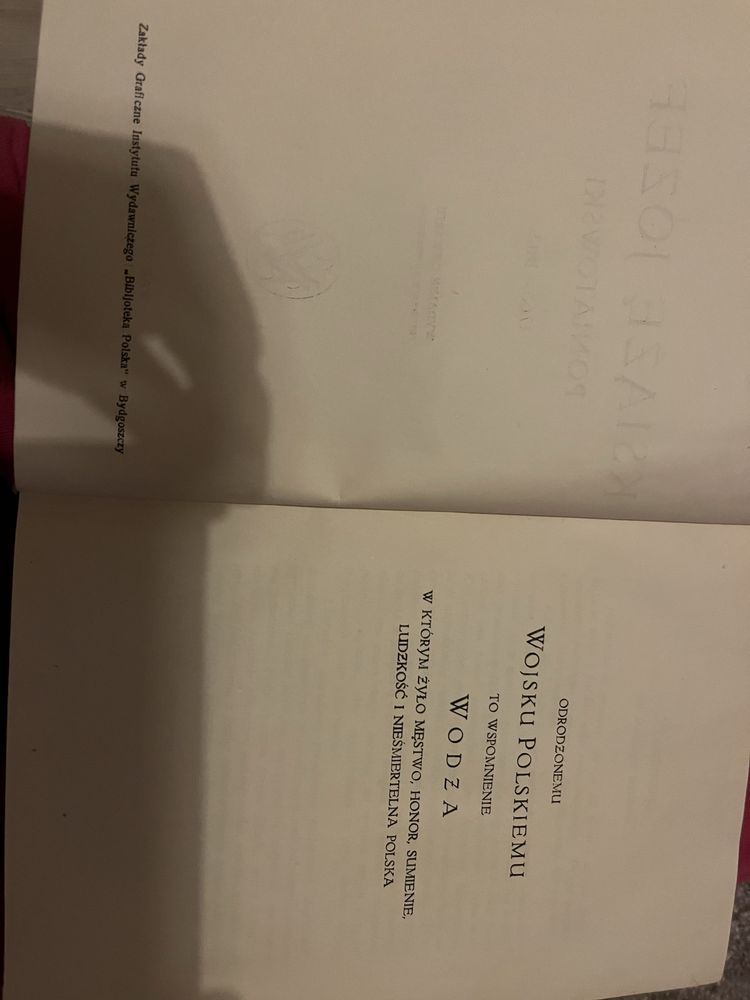 Zakłady Graficzne Instytutu Wydawniczego „Bibljoteka Polska" w Bydgoszczy
ODRODZONEMU
WOJSKU POLSKIEMU
TO WSPOMNIENIE
WODZA
W KTÓRYM ŻYŁO MĘSTWO, HONOR, SUMIENIE,
LUDZKOŚĆ I NIEŚMIERTELNA POLSKA